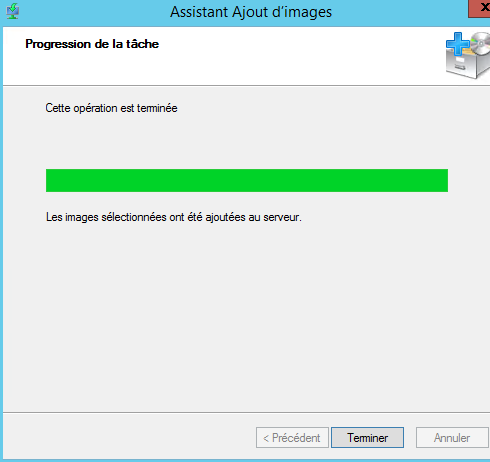 Assistant Ajout d'images
x
Progression de la tâche
Cette opération est terminée
Les images sélectionnées ont été ajoutées au serveur.
< Précédent Terminer Annuler